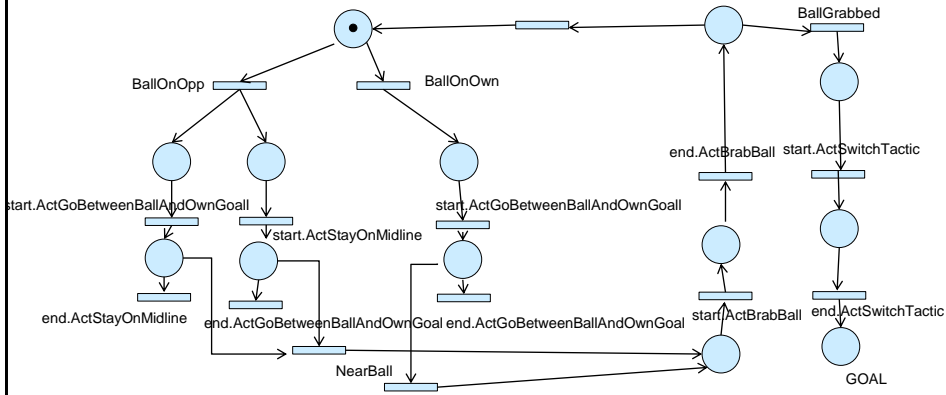 BallGrabbed
BallOnOpp
BallOnOwn
end.ActBrabBall
start.ActSwitchTactic
start.ActGoBetweenBallAndOwnGoall
start.ActGoBetweenBallAndOwnGoall
start.ActStayOnMidline
end.ActStayOnMidline
end.ActGoBetweenBallAndOwnGoal
end.ActGoBetweenBallAndOwnGoal
start.ActBrabBall
end.ActSwitchTactic
NearBall
GOAL